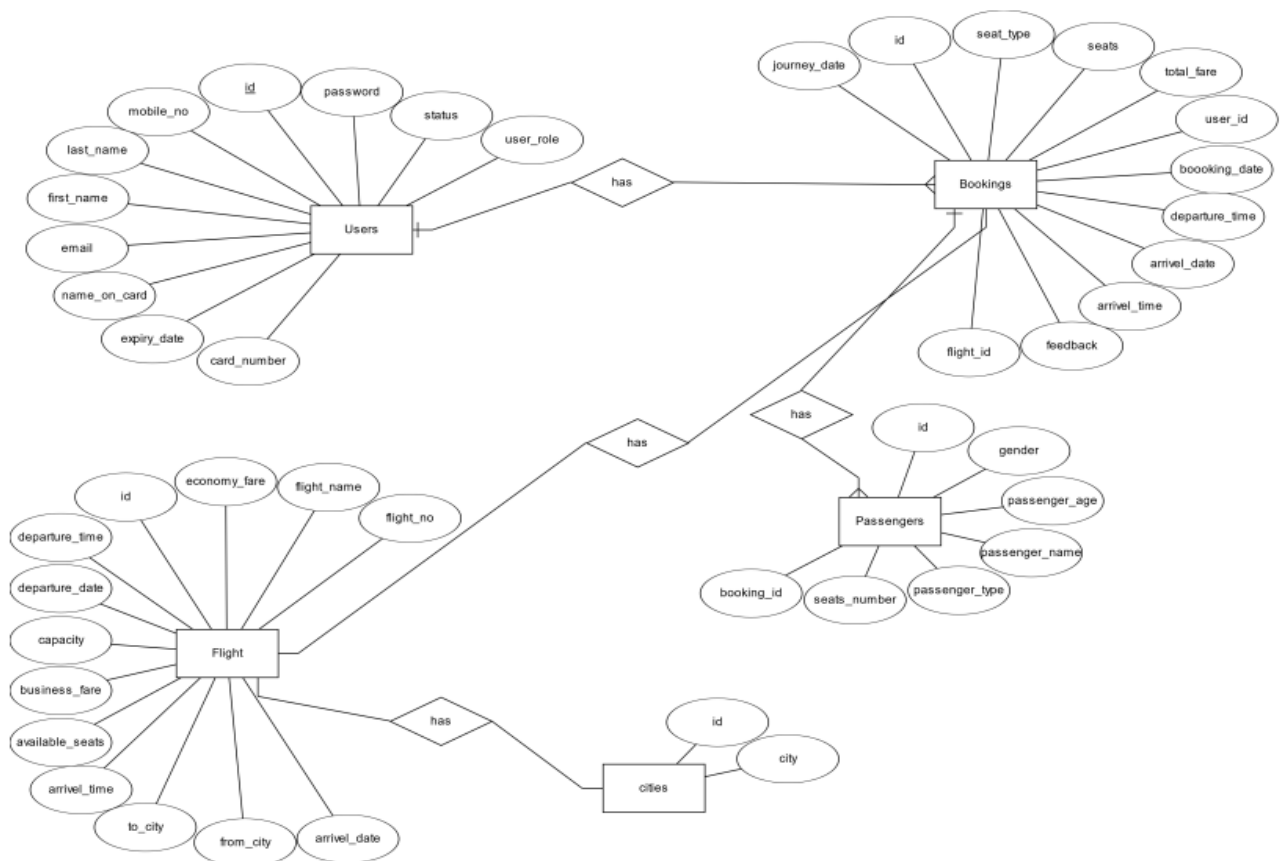 seat_type
id
seats
journey_date
total_fare
id
password
mobile_no
status
user_id
user_role
last_name
boooking_date
has
Bookings
first_name
departure_time
Users
email
arrivel_date
name_on_card
arrivel_time
expiry_date
feedback
flight_id
card_number
has
id
has
gender
economy_fare
flight_name
id
passenger_age
flight_no
Passengers
departure_time
passenger_name
departure_date
passenger_type
booking_id
seats_number
capacity
Flight
business_fare
has
id
available_seats
city
arrivel_time
cities
to_city
from_city
arrivel_date